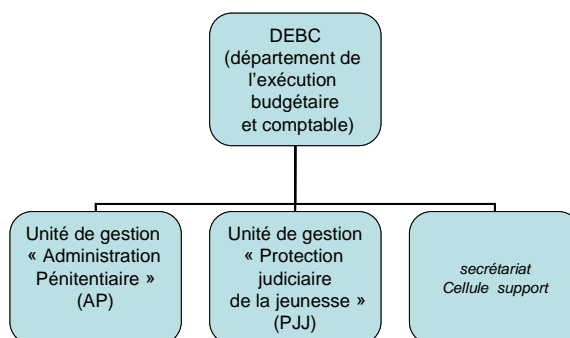 DEBC
(département de
l'exécution
budgétaire
et comptable)
Unité de gestion
« Administration
Pénitentiaire »
(AP)
Unité de gestion
« Protection
judiciaire
de la jeunesse »
(PJJ)
secrétariat
Cellule support